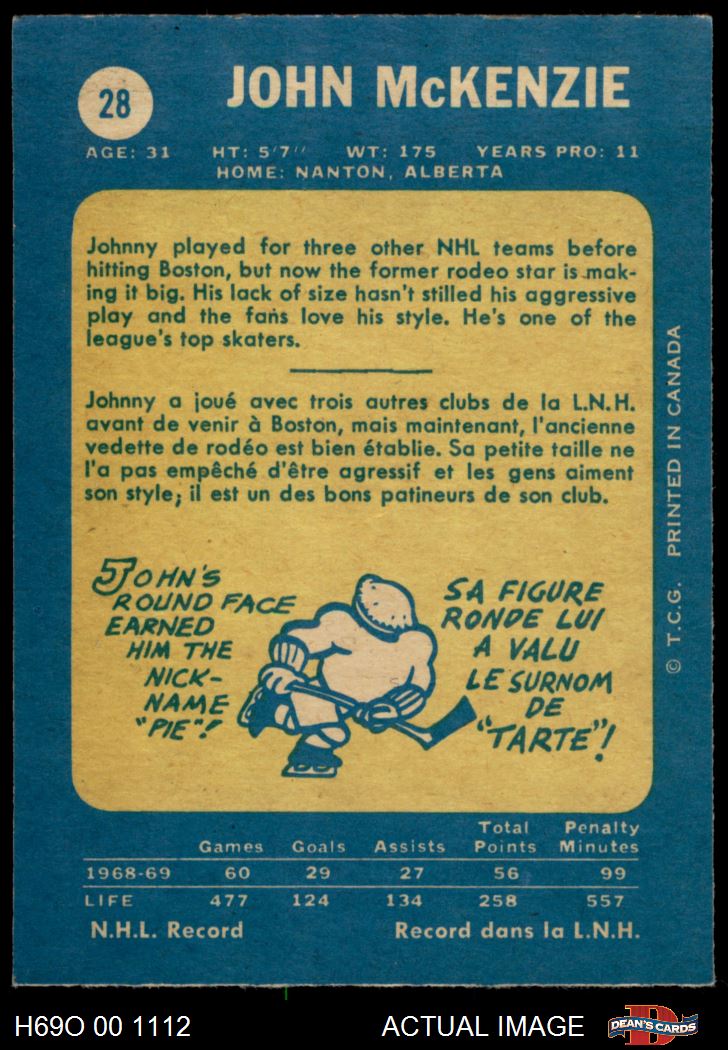 28
JOHN McKENZIE
AGE: 31 HT: 5'7" WT: 175 YEARS PRO: 11
HOME: NANTON, ALBERTA
Johnny played for three other NHL teams before
hitting Boston, but now the former rodeo star is mak-
ing it big. His lack of size hasn't stilled his aggressive
play and the fans love his style. He's one of the
league's top skaters.
Johnny a joué avec trois autres clubs de la L.N.H.
avant de venir à Boston, mais maintenant, l'ancienne
vedette de rodéo est bien établie. Sa petite taille ne
l'a pas empêché d'être agressif et les gens aiment
son style; il est un des bons patineurs de son club.
JOHN'S
ROUND FACE
EARNED
HIM THE
NICK-
NAME
"PIE"!
SA FIGURE
RONDE LUI
A VALU
LE SURNOM
DE
"TARTE"!
© T.C.G. PRINTED IN CANADA
Total Penalty
Games Goals Assists Points Minutes
1968-69 60 29 27 56 99
LIFE 477 124 134 258 557
N.H.L. Record Record dans la L.N.H.
H69O 00 1112 ACTUAL IMAGE DEAN'S CARDS